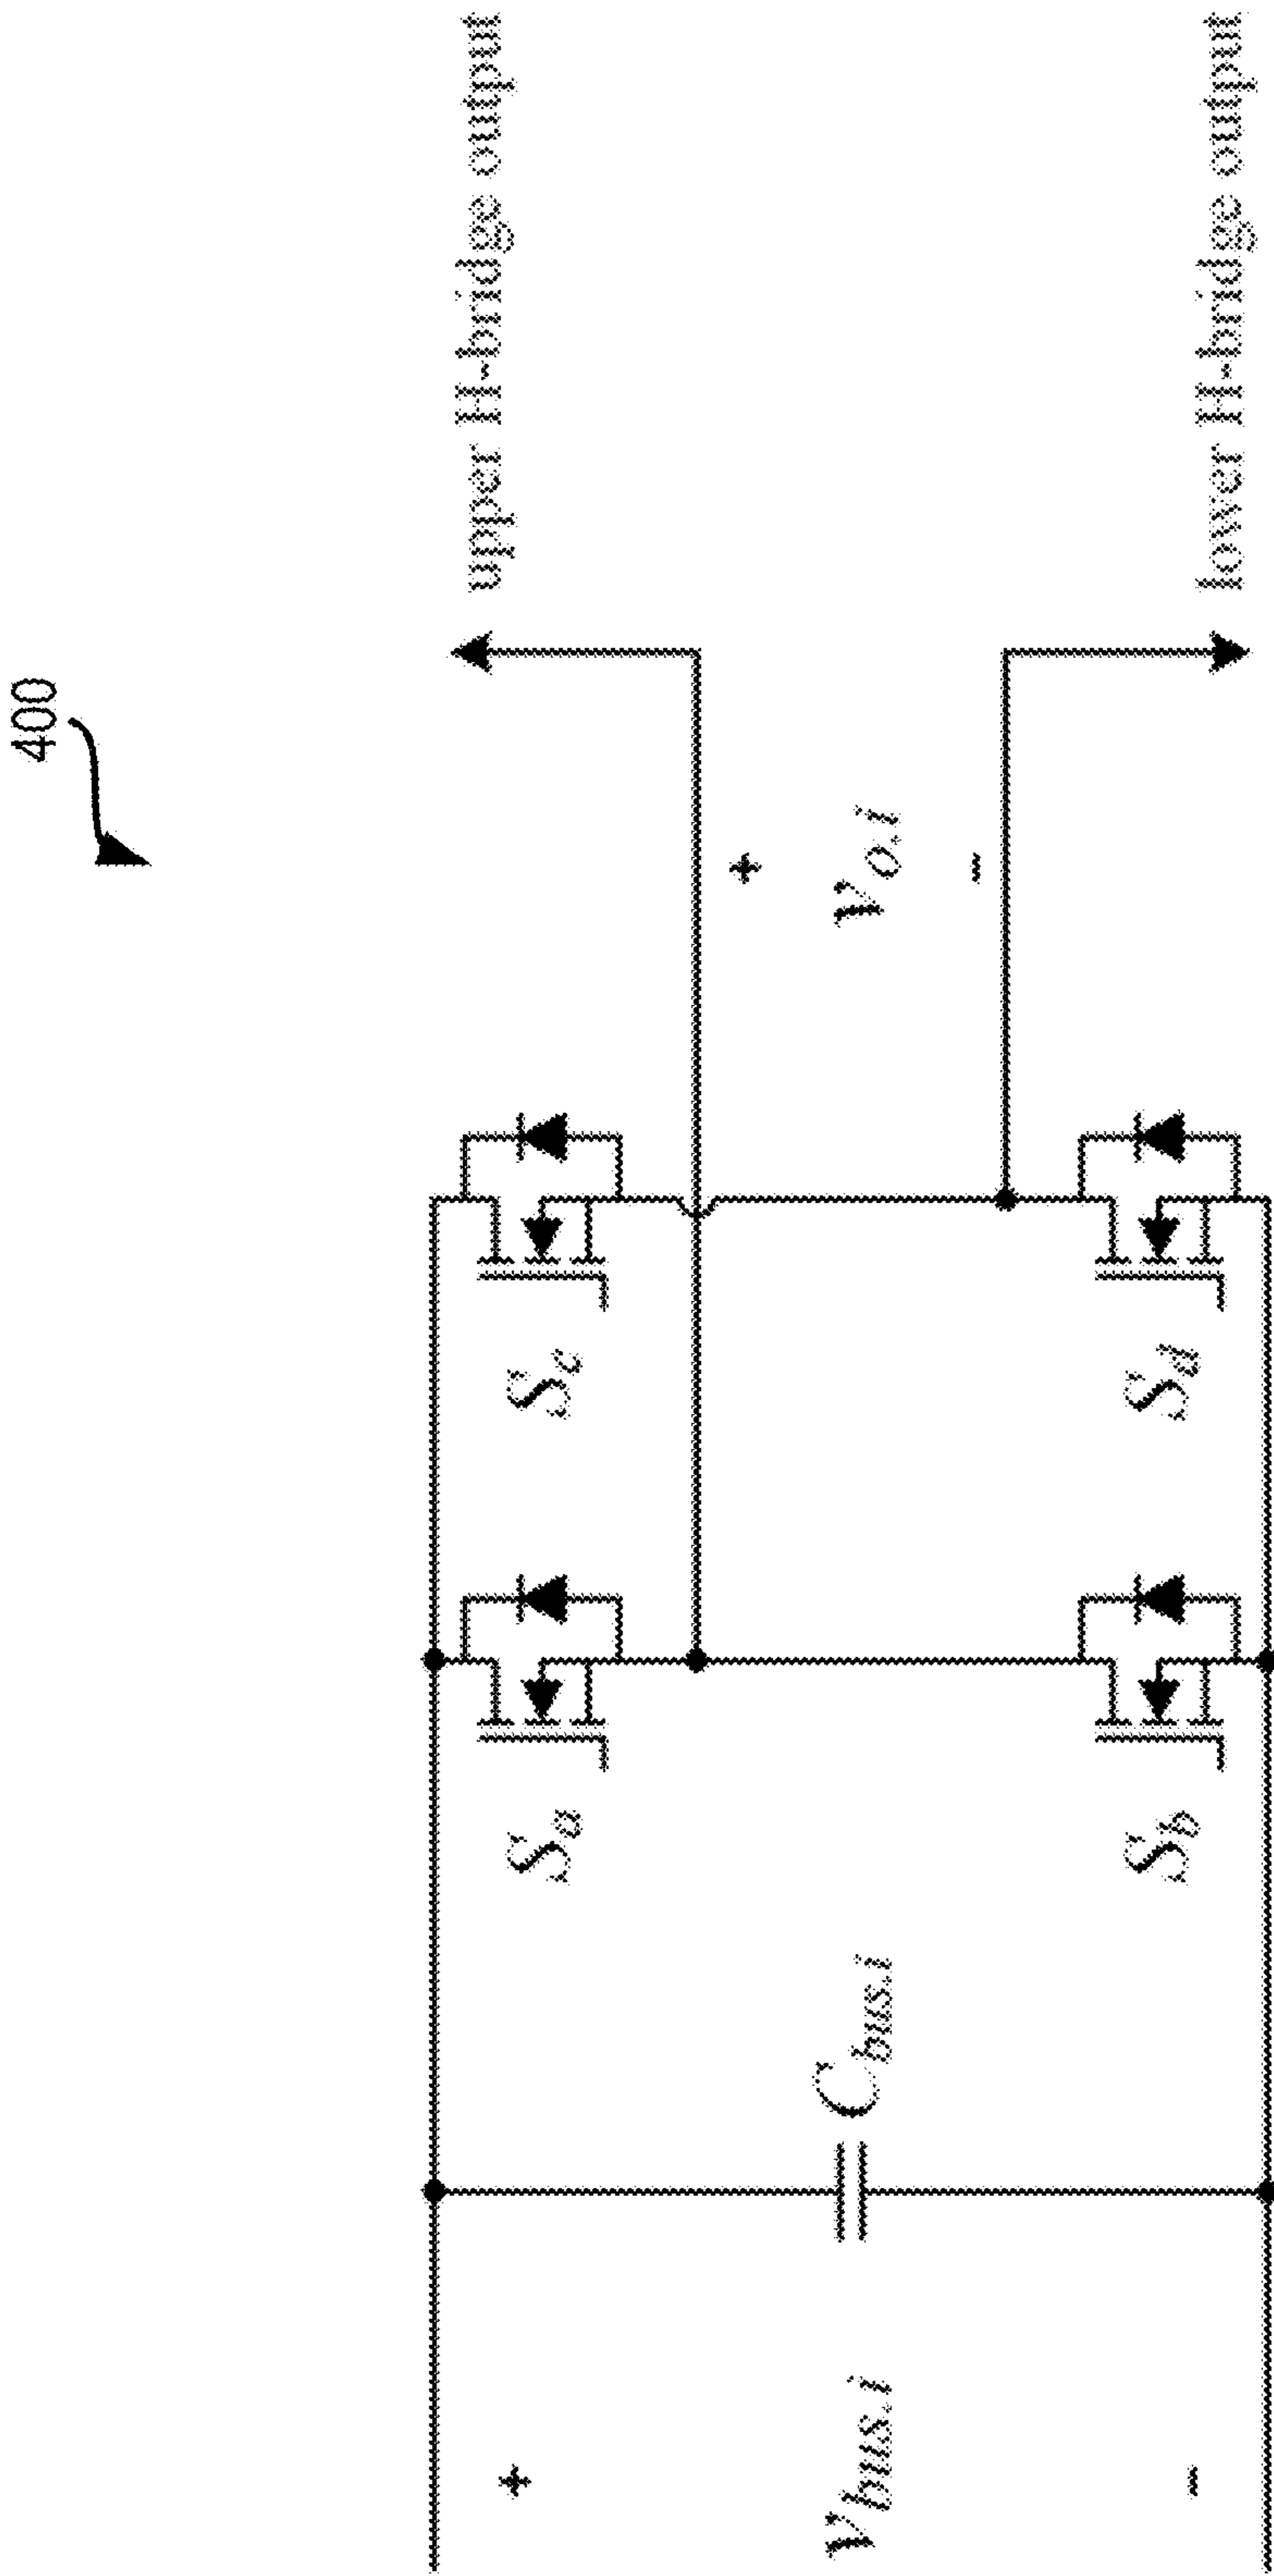 400
upper H-bridge output
lower H-bridge output
+
v_{o.i}
-
S_a
S_c
S_b
S_d
C_{bus.i}
+
v_{bus.i}
-